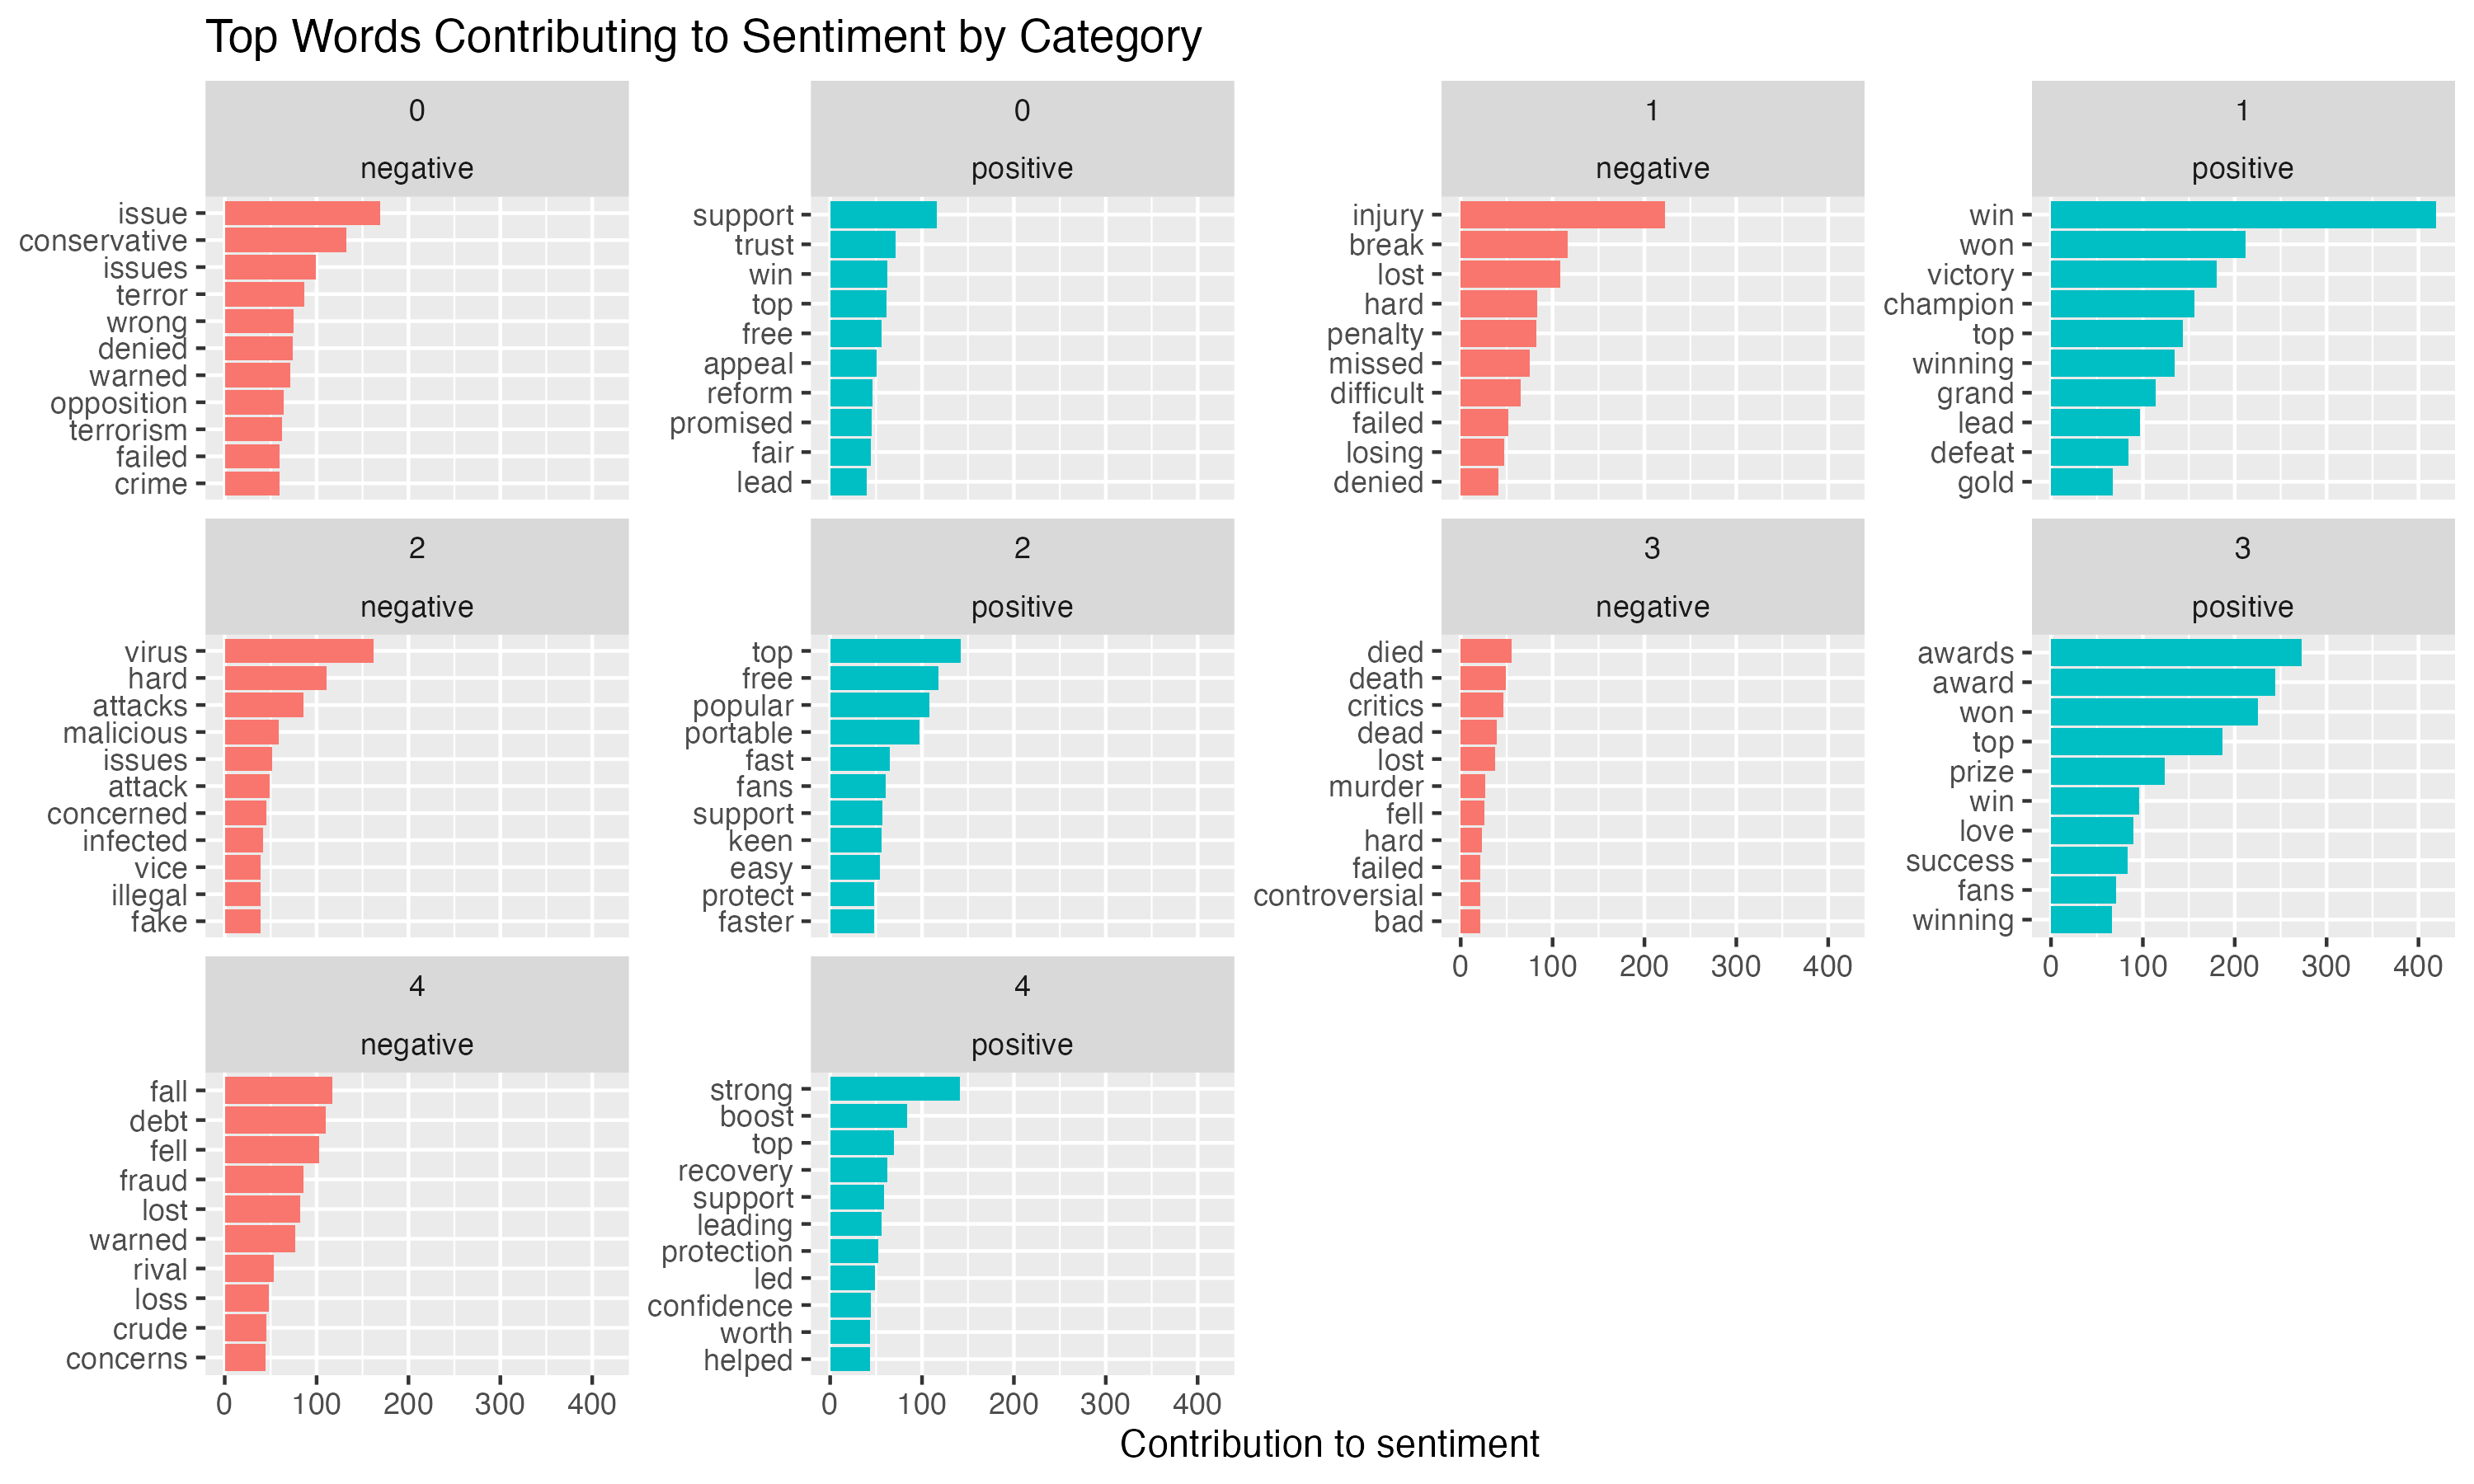 Top Words Contributing to Sentiment by Category
0
negative
issue
conservative
issues
terror
wrong
denied
warned
opposition
terrorism
failed
crime
0
positive
support
trust
win
top
free
appeal
reform
promised
fair
lead
1
negative
injury
break
lost
hard
penalty
missed
difficult
failed
losing
denied
1
positive
win
won
victory
champion
top
winning
grand
lead
defeat
gold
2
negative
virus
hard
attacks
malicious
issues
attack
concerned
infected
vice
illegal
fake
2
positive
top
free
popular
portable
fast
fans
support
keen
easy
protect
faster
3
negative
died
death
critics
dead
lost
murder
fell
hard
failed
controversial
bad
0 100 200 300 400
3
positive
awards
award
won
top
prize
win
love
success
fans
winning
0 100 200 300 400
4
negative
fall
debt
fell
fraud
lost
warned
rival
loss
crude
concerns
0 100 200 300 400
4
positive
strong
boost
top
recovery
support
leading
protection
led
confidence
worth
helped
0 100 200 300 400
Contribution to sentiment